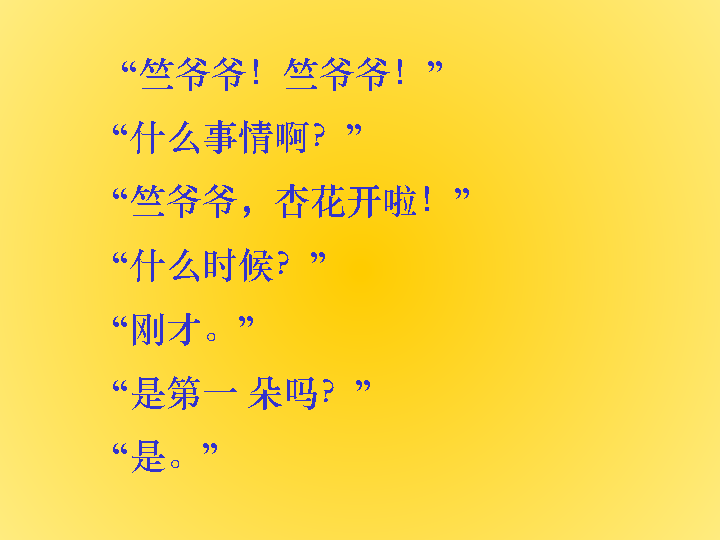 “竺爷爷！竺爷爷！”
“什么事情啊？”
“竺爷爷，杏花开啦！”
“什么时候？”
“刚才。”
“是第一 朵吗？”
“是。”